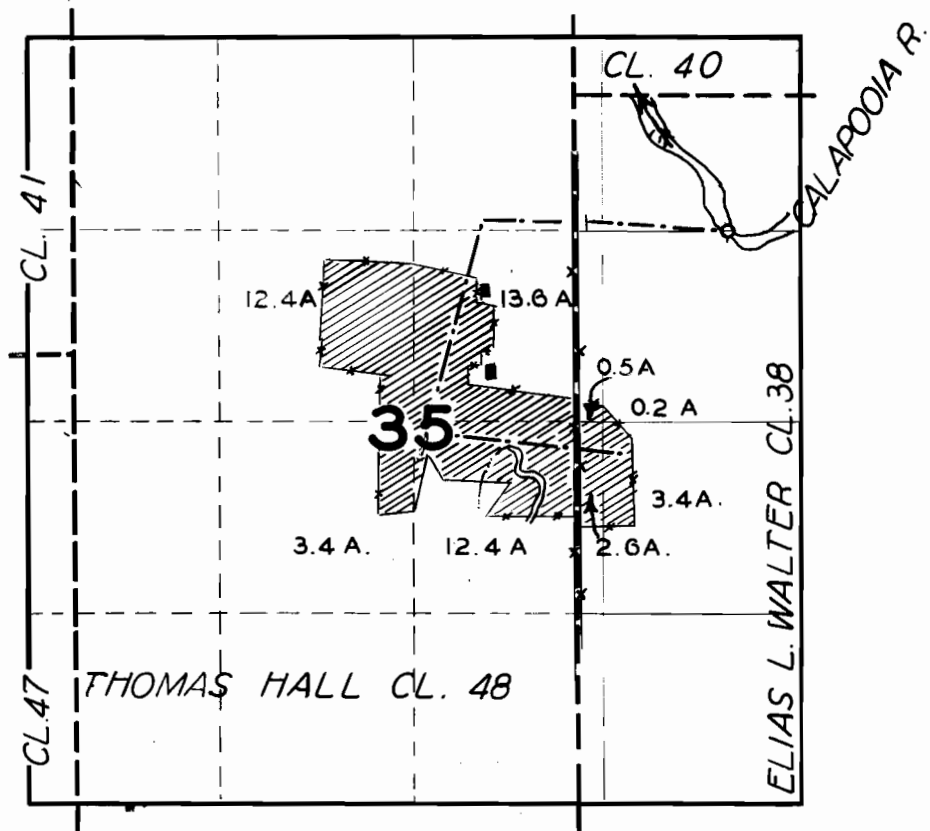 CL. 40
CALAPOOIA R.
CL. 41
12.4A
13.6 A
0.5A
0.2 A
35
3.4A.
3.4 A.
12.4 A
2.6A.
ELIAS L. WALTER CL.38
THOMAS HALL CL. 48
CL.47